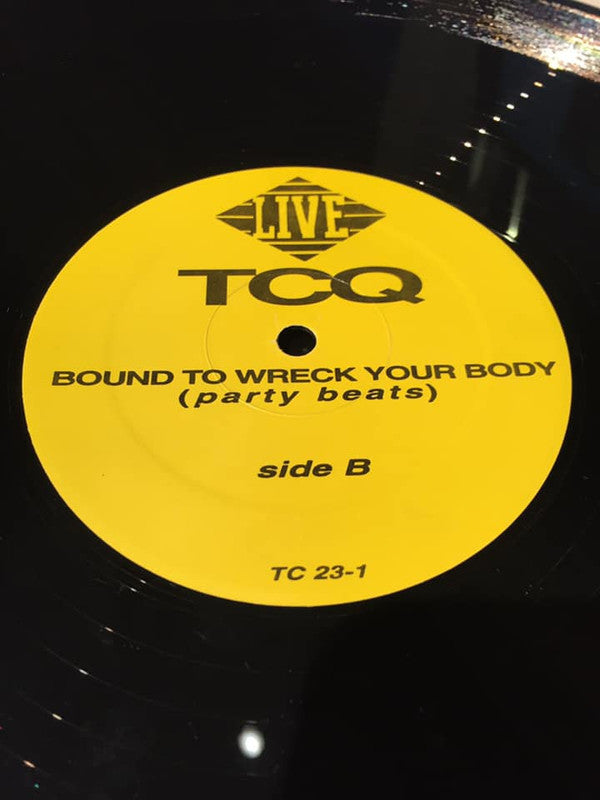 LIVE
TCQ
BOUND TO WRECK YOUR BODY
(party beats)
side B
TC 23-1